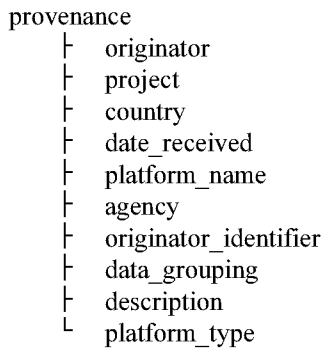 provenance
├ originator
├ project
├ country
├ date_received
├ platform_name
├ agency
├ originator_identifier
├ data_grouping
├ description
└ platform_type